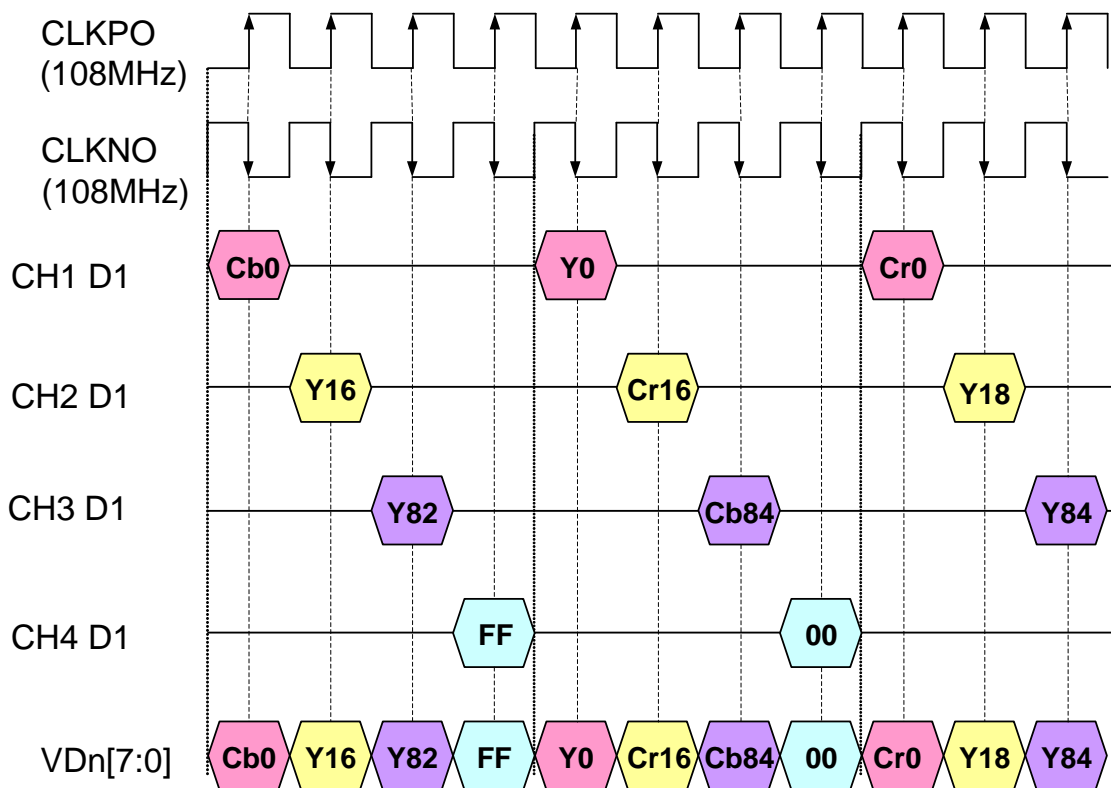 CLKPO
(108MHz)
CLKNO
(108MHz)
CH1 D1
Cb0
Y0
Cr0
CH2 D1
Y16
Cr16
Y18
CH3 D1
Y82
Cb84
Y84
CH4 D1
FF
00
VDn[7:0]
Cb0 Y16 Y82 FF Y0 Cr16 Cb84 00 Cr0 Y18 Y84